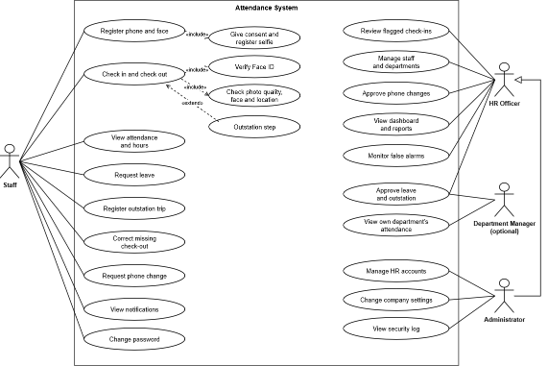 Attendance System
Register phone and face
«include»
Give consent and
register selfie
Check in and check out
«include»
Verify Face ID
«include»
Check photo quality,
face and location
«extend»
Outstation step
View attendance
and hours
Request leave
Register outstation trip
Correct missing
check-out
Request phone change
View notifications
Change password
Staff
Review flagged check-ins
Manage staff
and departments
Approve phone changes
View dashboard
and reports
Monitor false alarms
Approve leave
and outstation
View own department's
attendance
Manage HR accounts
Change company settings
View security log
HR Officer
Department Manager
(optional)
Administrator